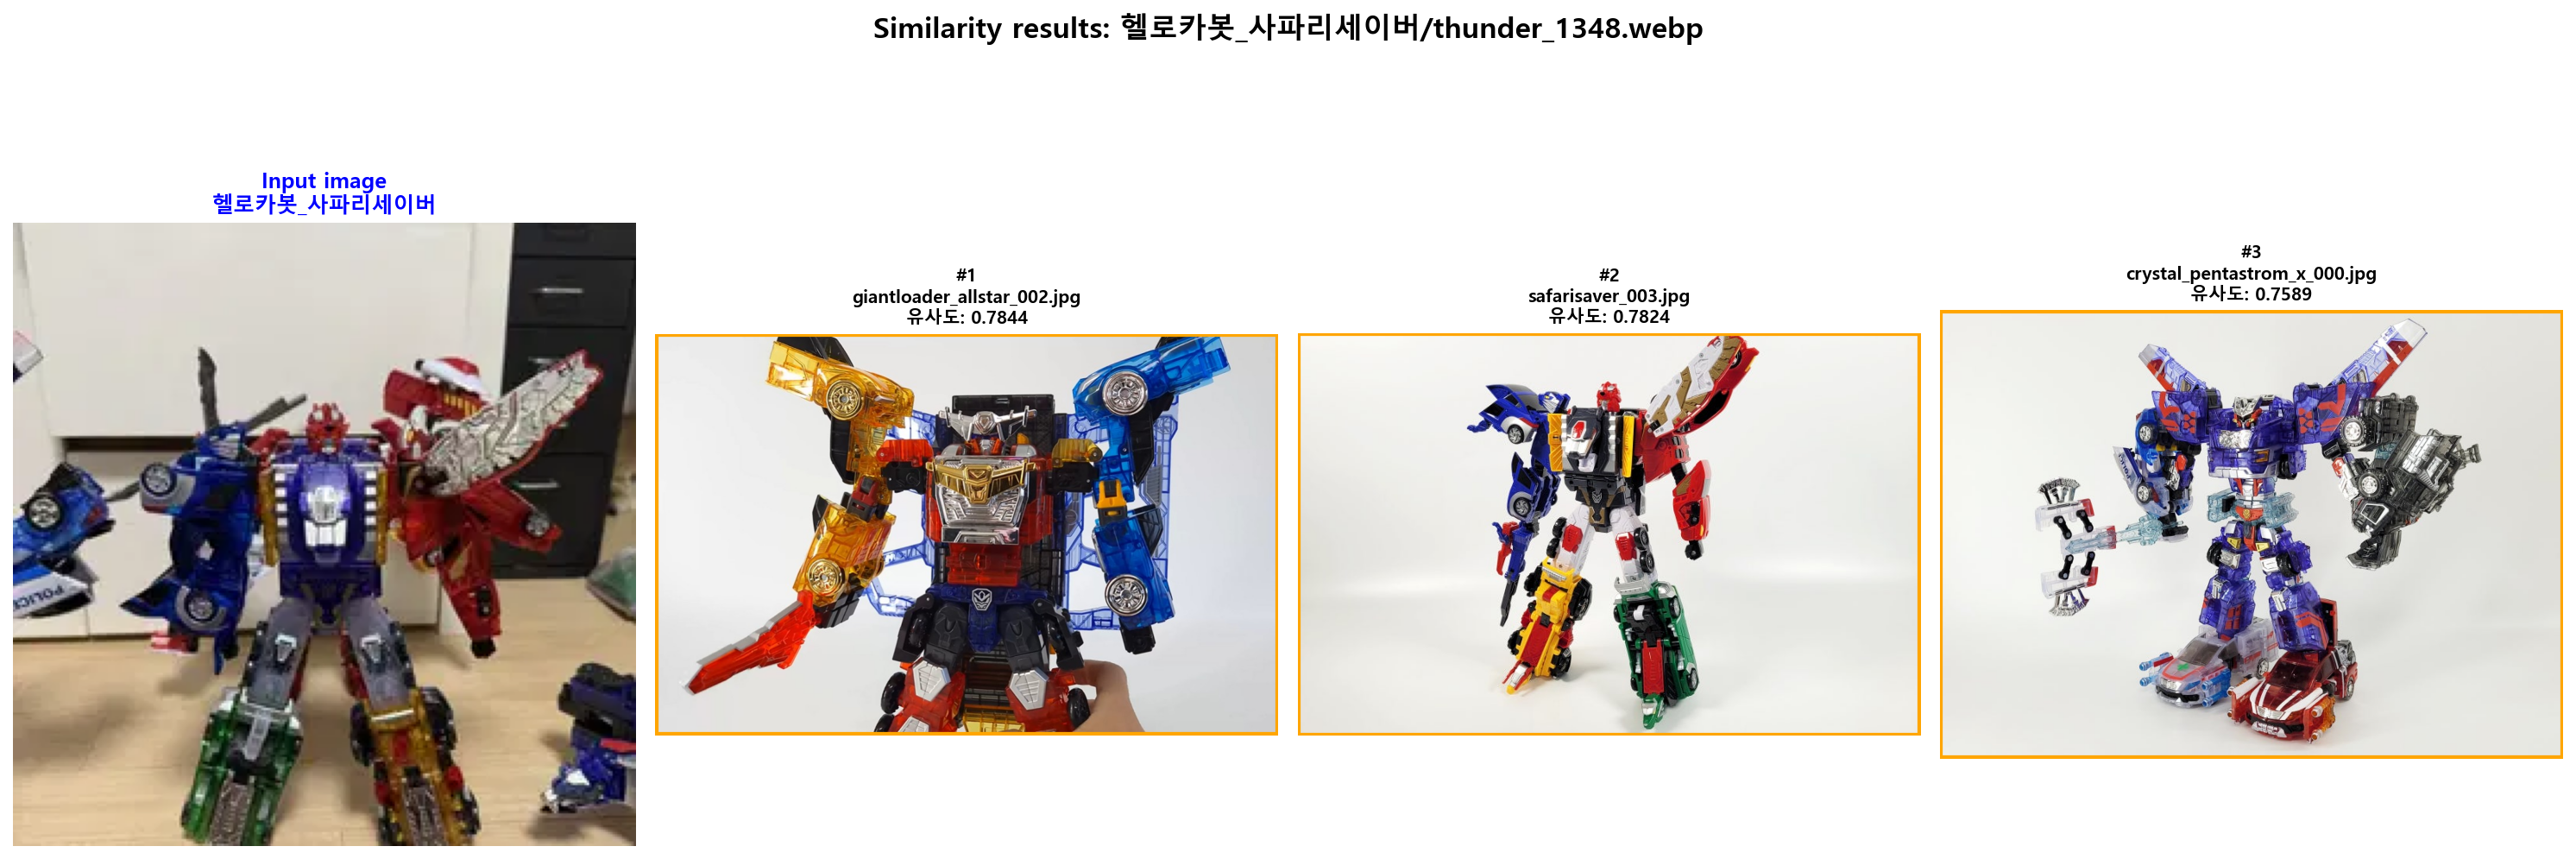 Similarity results: 헬로카봇_사파리세이버/thunder_1348.webp
Input image
헬로카봇_사파리세이버
#1
giantloader_allstar_002.jpg
유사도: 0.7844
#2
safarisaver_003.jpg
유사도: 0.7824
#3
crystal_pentastrom_x_000.jpg
유사도: 0.7589
POLICE